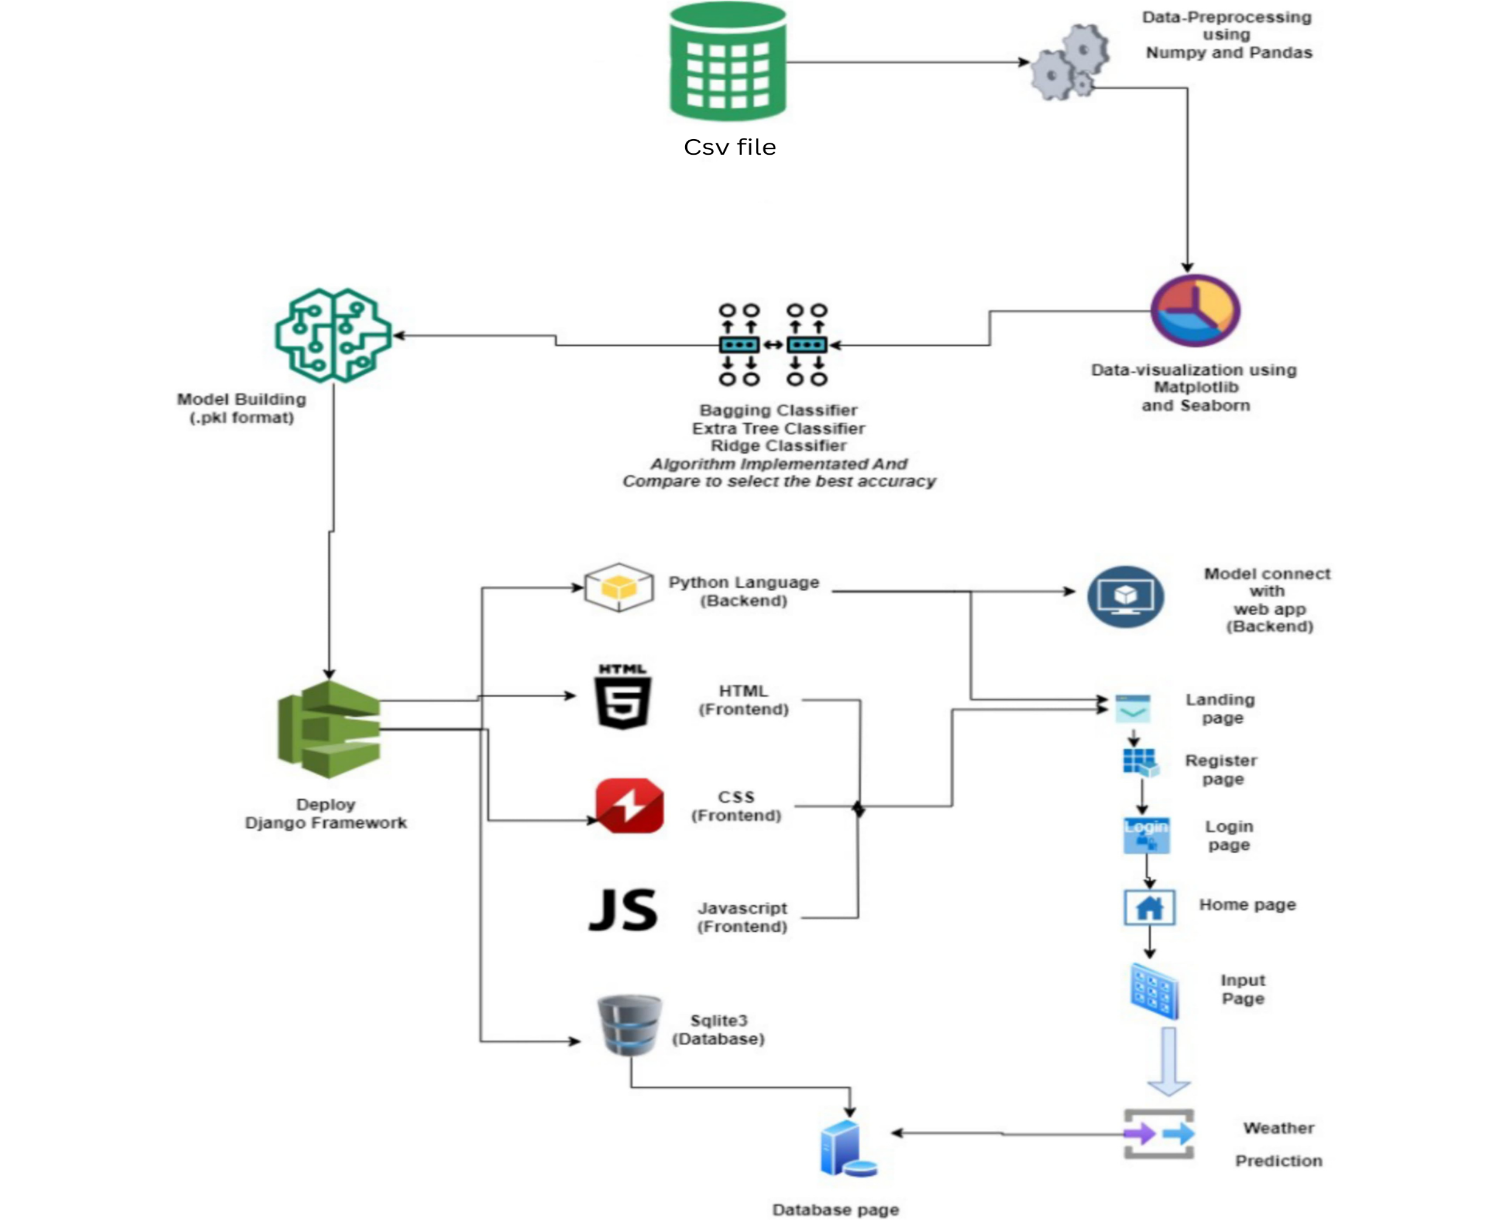 Data-Preprocessing
using
Numpy and Pandas
Csv file
Data-visualization using
Matplotlib
and Seaborn
Model Building
(.pkl format)
Bagging Classifier
Extra Tree Classifier
Ridge Classifier
Algorithm Implementated And
Compare to select the best accuracy
Python Language
(Backend)
Model connect
with
web app
(Backend)
HTML
5
HTML
(Frontend)
Landing
page
Register
page
Deploy
Django Framework
CSS
(Frontend)
Login
Login
page
JS
Javascript
(Frontend)
Home page
Input
Page
Sqlite3
(Database)
Weather
Prediction
Database page